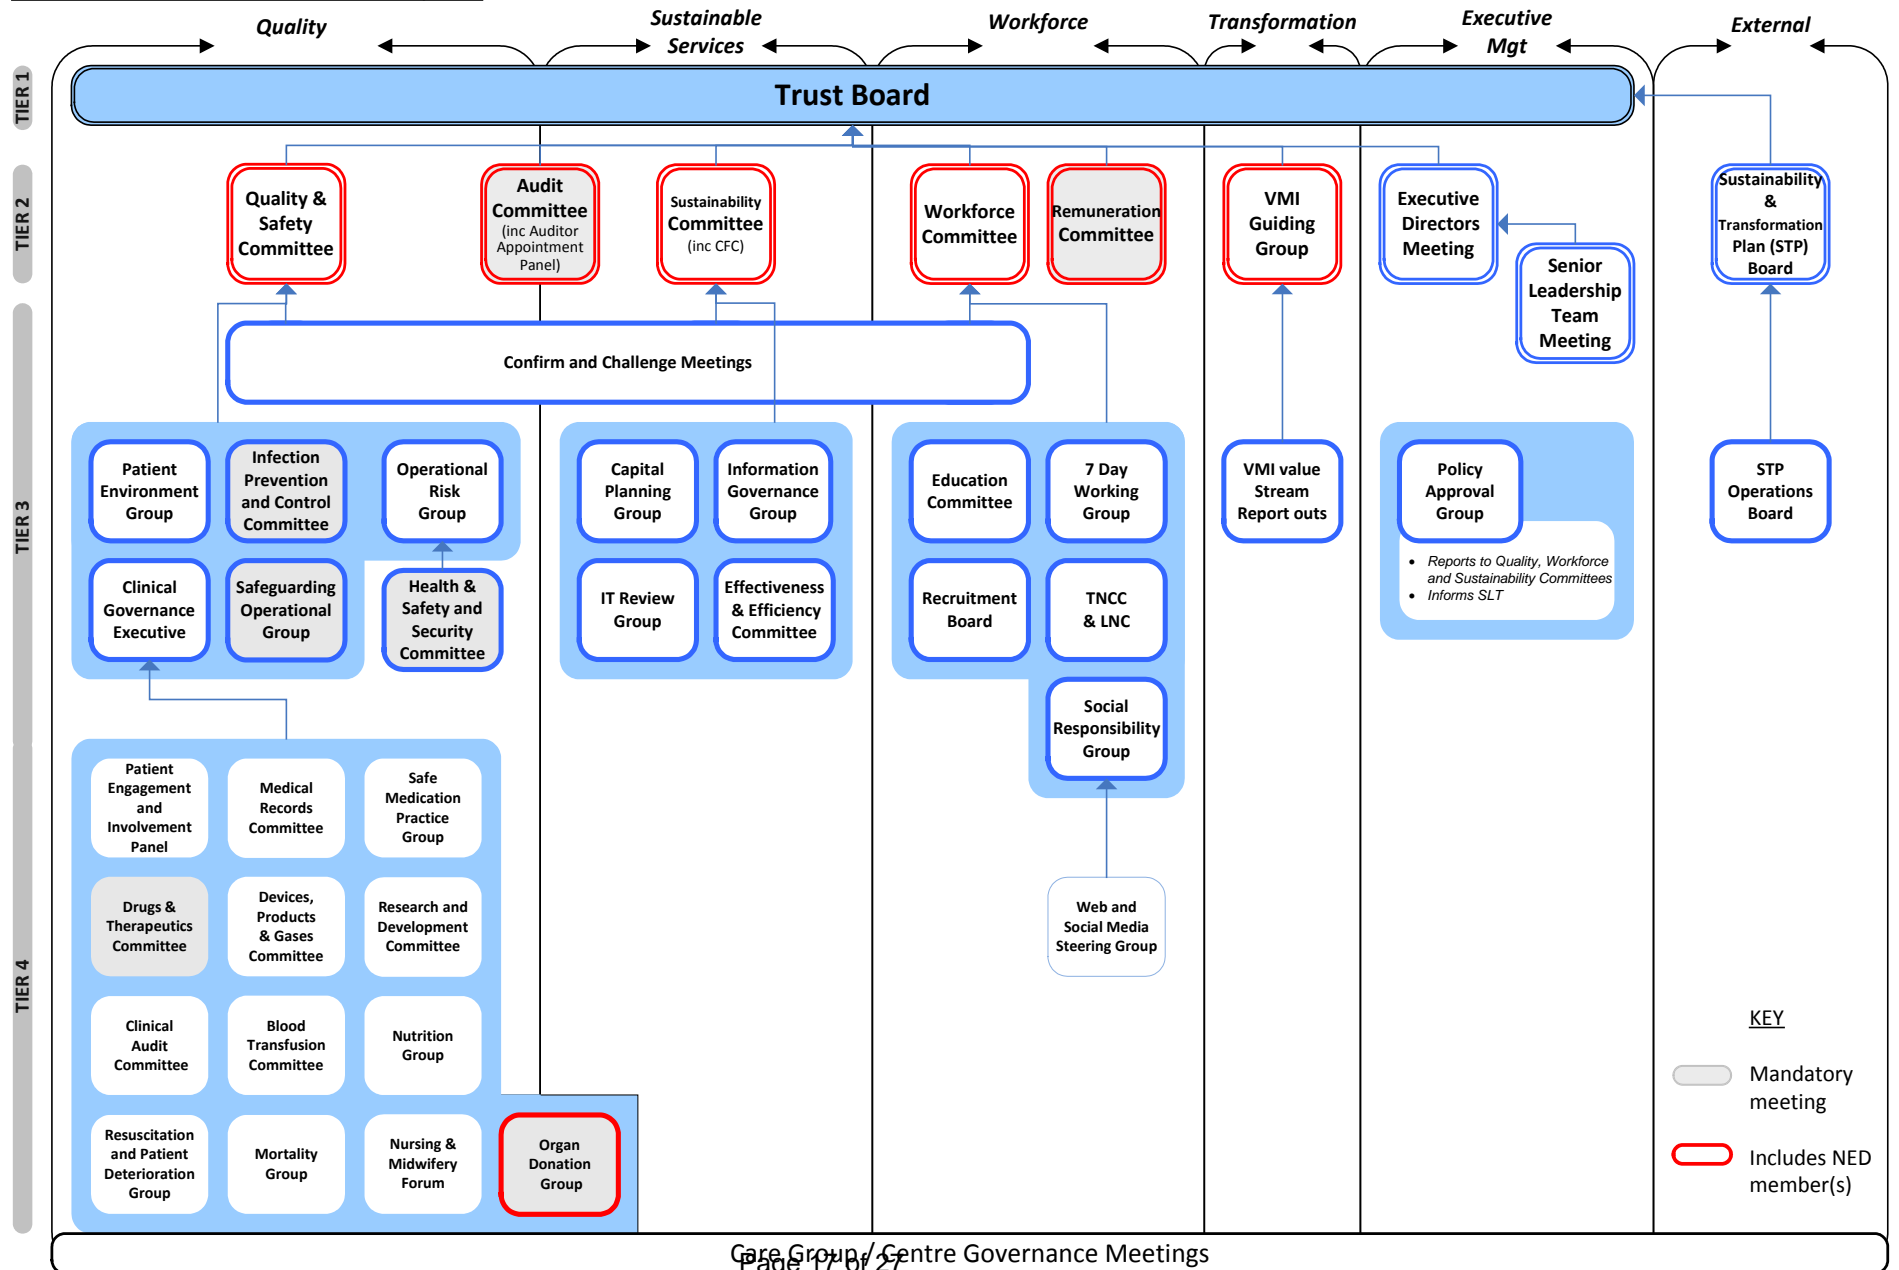 Quality
Sustainable
Services
Workforce
Transformation
Executive
Mgt
External
TIER 1
Trust Board
TIER 2
Quality &
Safety
Committee
Audit
Committee
(inc Auditor
Appointment
Panel)
Sustainability
Committee
(inc CFC)
Workforce
Committee
Remuneration
Committee
VMI
Guiding
Group
Executive
Directors
Meeting
Senior
Leadership
Team
Meeting
Sustainability
&
Transformation
Plan (STP)
Board
Confirm and Challenge Meetings
TIER 3
Patient
Environment
Group
Infection
Prevention
and Control
Committee
Operational
Risk
Group
Capital
Planning
Group
Information
Governance
Group
Education
Committee
7 Day
Working
Group
VMI value
Stream
Report outs
Policy
Approval
Group
• Reports to Quality, Workforce
and Sustainability Committees
• Informs SLT
STP
Operations
Board
Clinical
Governance
Executive
Safeguarding
Operational
Group
Health &
Safety and
Security
Committee
IT Review
Group
Effectiveness
& Efficiency
Committee
Recruitment
Board
TNCC
& LNC
Social
Responsibility
Group
TIER 4
Patient
Engagement
and
Involvement
Panel
Medical
Records
Committee
Safe
Medication
Practice
Group
Drugs &
Therapeutics
Committee
Devices,
Products
& Gases
Committee
Research and
Development
Committee
Web and
Social Media
Steering Group
Clinical
Audit
Committee
Blood
Transfusion
Committee
Nutrition
Group
Resuscitation
and Patient
Deterioration
Group
Mortality
Group
Nursing &
Midwifery
Forum
Organ
Donation
Group
KEY
Mandatory
meeting
Includes NED
member(s)
Care Group / Centre Governance Meetings
Page 17 of 27